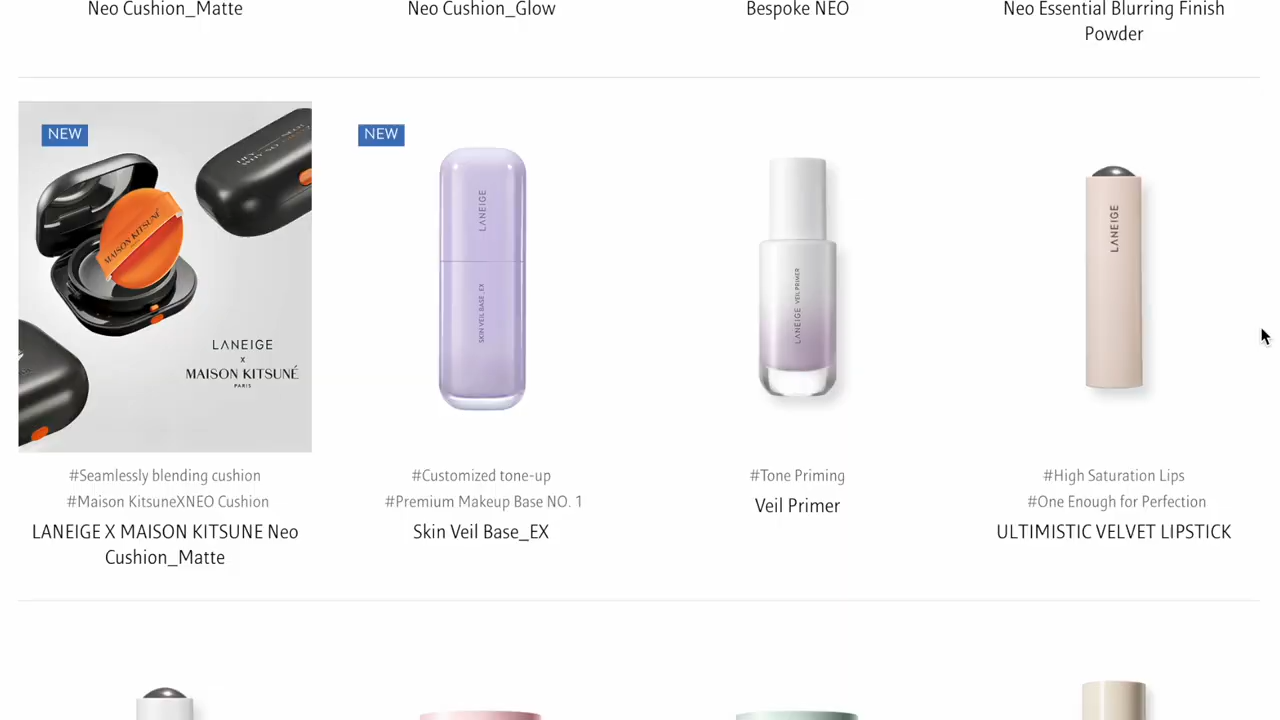 Neo Cushion_Matte
Neo Cushion_Glow
Bespoke NEO
Neo Essential Blurring Finish
Powder
NEW
MAISON KITSUNÉ
LANEIGE
x
MAISON KITSUNÉ
PARIS
#Seamlessly blending cushion
#Maison KitsuneXNEO Cushion
LANEIGE X MAISON KITSUNE Neo
Cushion_Matte
NEW
LANEIGE
SKIN VEIL BASE_EX
#Customized tone-up
#Premium Makeup Base NO. 1
Skin Veil Base_EX
LANEIGE VEIL PRIMER
#Tone Priming
Veil Primer
LANEIGE
#High Saturation Lips
#One Enough for Perfection
ULTIMISTIC VELVET LIPSTICK